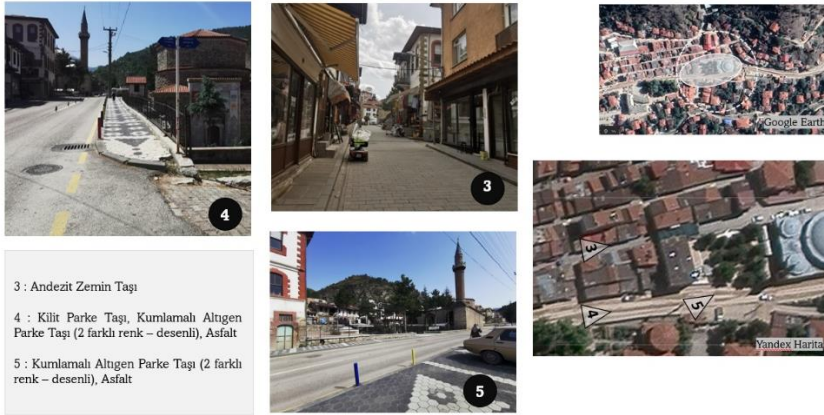 4
3
Google Earth
3 : Andezit Zemin Taşı
4 : Kilit Parke Taşı, Kumlamalı Altıgen
Parke Taşı (2 farklı renk – desenli), Asfalt
5 : Kumlamalı Altıgen Parke Taşı (2 farklı
renk – desenli), Asfalt
5
3
4
5
Yandex Harita